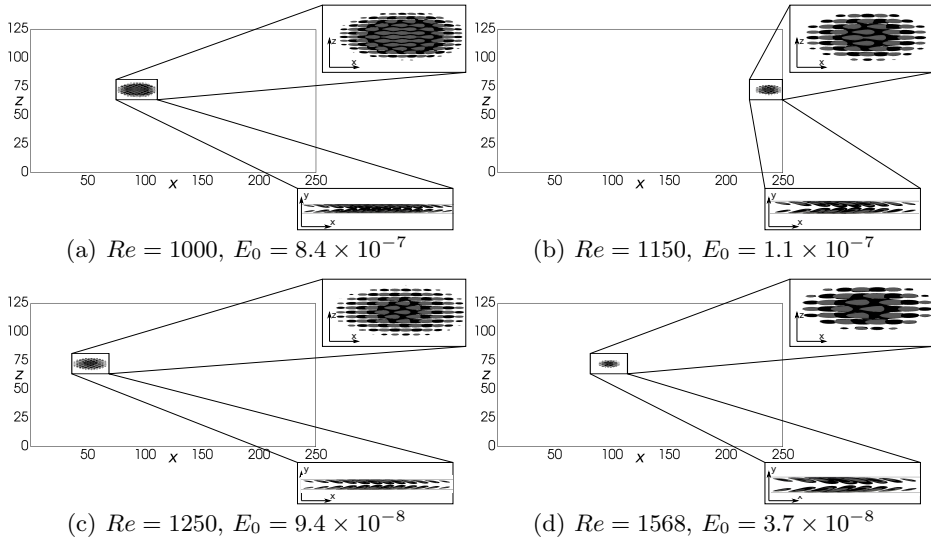 125
100
75
z
50
25
0
50 100 150 200 250
x
z
x
y
x
(a) Re = 1000, E₀ = 8.4 × 10⁻⁷
125
100
75
z
50
25
0
50 100 150 200 250
x
z
x
y
x
(b) Re = 1150, E₀ = 1.1 × 10⁻⁷
125
100
75
z
50
25
0
50 100 150 200 250
x
z
x
y
x
(c) Re = 1250, E₀ = 9.4 × 10⁻⁸
125
100
75
z
50
25
0
50 100 150 200 250
x
z
x
y
(d) Re = 1568, E₀ = 3.7 × 10⁻⁸